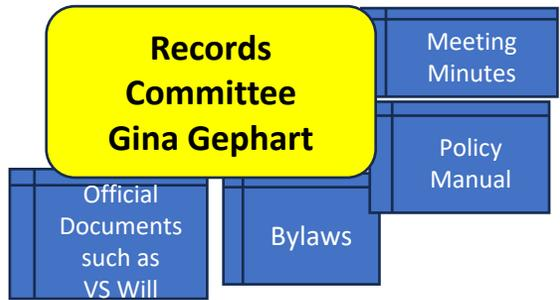 Records
Committee
Gina Gephart
Meeting
Minutes
Policy
Manual
Official
Documents
such as
VS Will
Bylaws